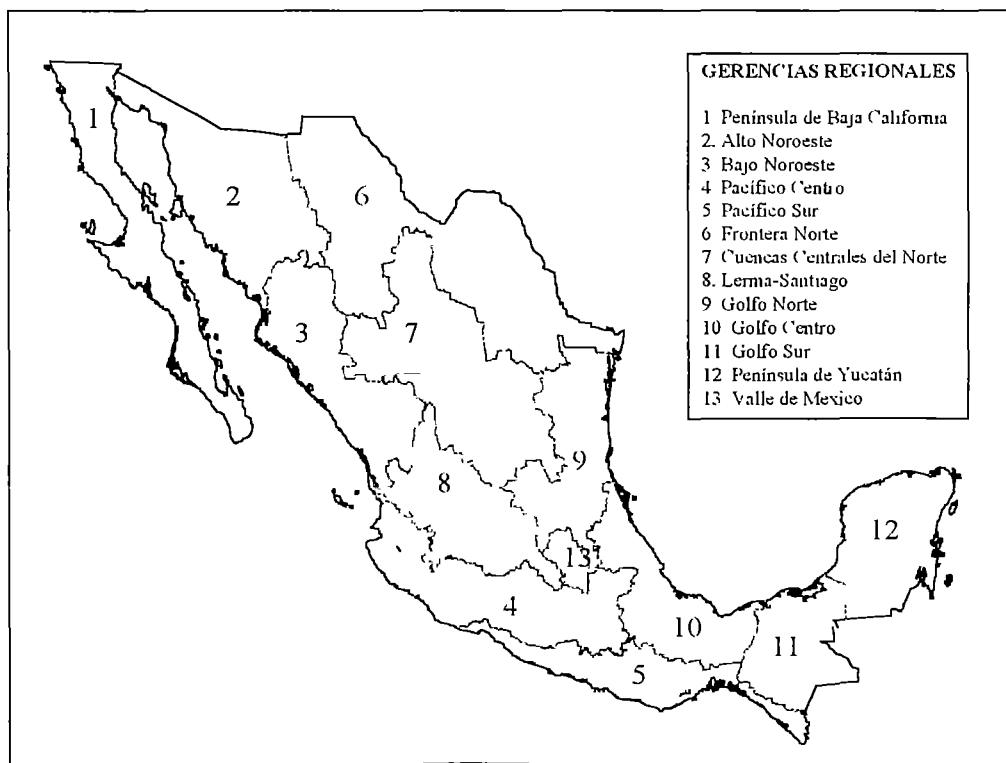 GERENCIAS REGIONALES
1 Península de Baja California
2. Alto Noroeste
3 Bajo Noroeste
4 Pacífico Centro
5 Pacífico Sur
6 Frontera Norte
7 Cuencas Centrales del Norte
8. Lerma-Santiago
9 Golfo Norte
10 Golfo Centro
11 Golfo Sur
12 Península de Yucatán
13 Valle de Mexico
1
2
6
3
7
9
8
12
13
4
10
11
5